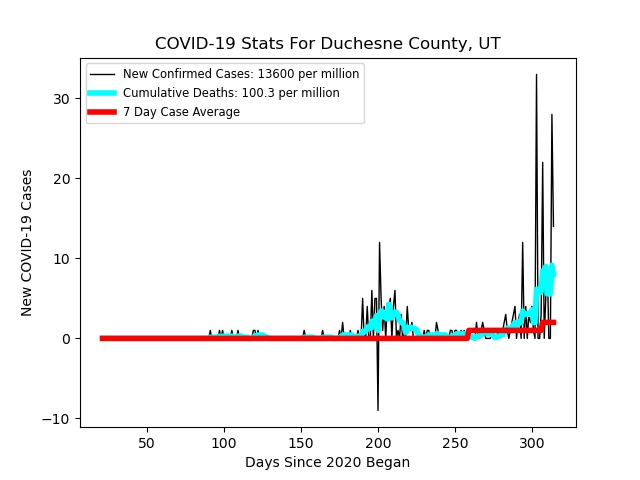 COVID-19 Stats For Duchesne County, UT
New Confirmed Cases: 13600 per million
Cumulative Deaths: 100.3 per million
7 Day Case Average
New COVID-19 Cases
30
20
10
0
−10
50 100 150 200 250 300
Days Since 2020 Began